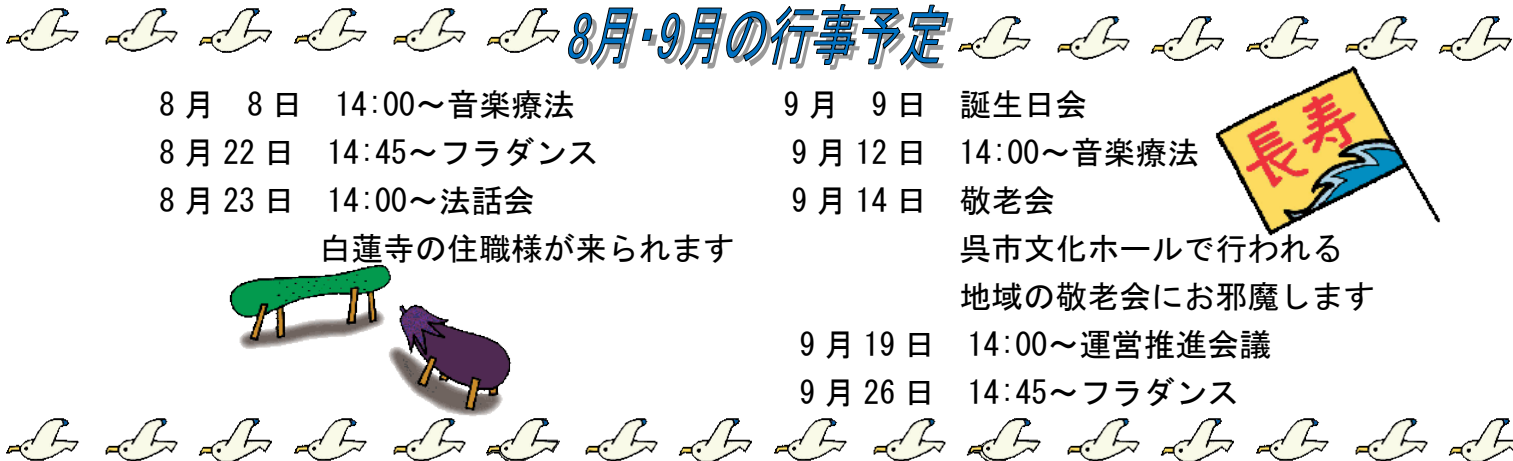 8月・9月の行事予定
8月 8日 14:00～音楽療法
8月22日 14:45～フラダンス
8月23日 14:00～法話会
白蓮寺の住職様が来られます
9月 9日 誕生日会
9月12日 14:00～音楽療法
9月14日 敬老会
呉市文化ホールで行われる
地域の敬老会にお邪魔します
9月19日 14:00～運営推進会議
9月26日 14:45～フラダンス
長寿